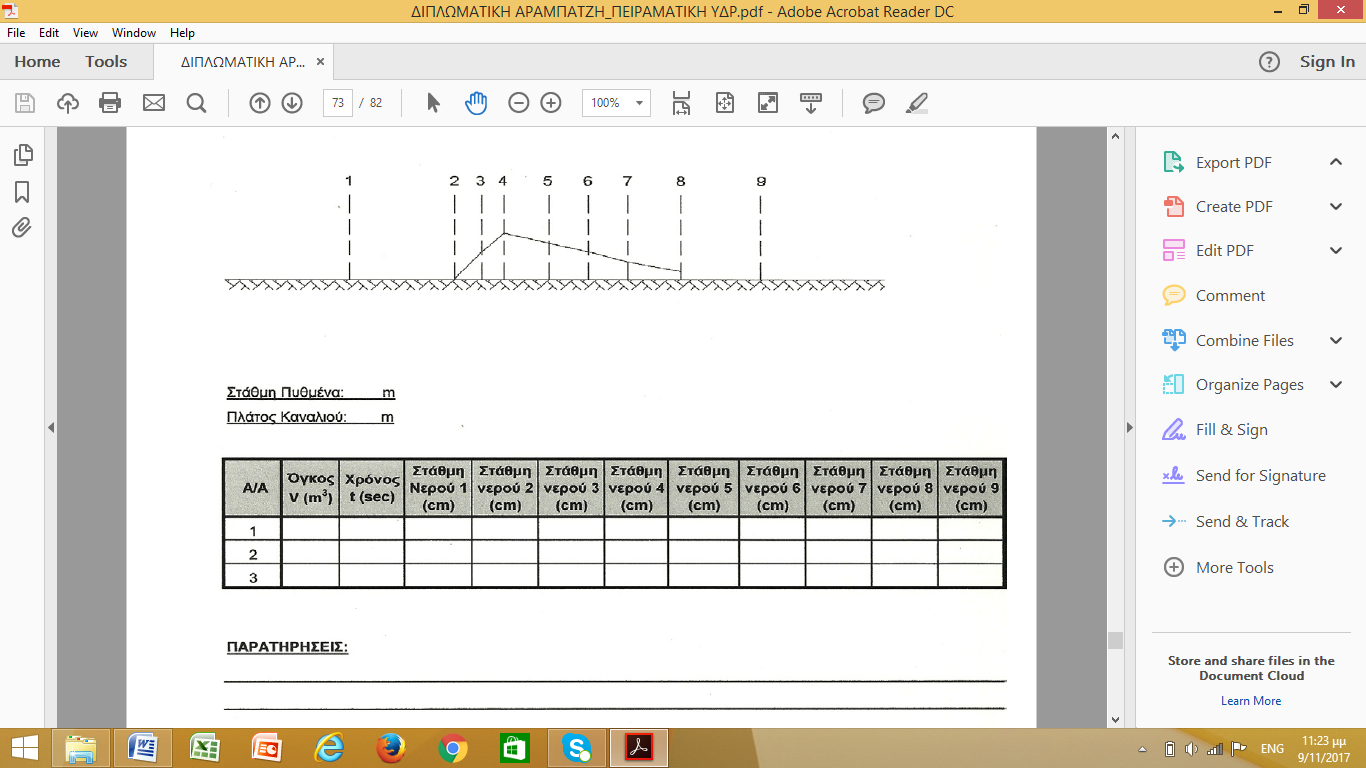 ΔΙΠΛΩΜΑΤΙΚΗ ΑΡΑΜΠΑΤΖΗ_ΠΕΙΡΑΜΑΤΙΚΗ ΥΔΡ.pdf - Adobe Acrobat Reader DC
File Edit View Window Help
Home Tools ΔΙΠΛΩΜΑΤΙΚΗ ΑΡ... × Sign In
73 / 82 100%
1 2 3 4 5 6 7 8 9
Στάθμη Πυθμένα: m
Πλάτος Καναλιού: m
Α/Α Όγκος V (m³) Χρόνος t (sec) Στάθμη Νερού 1 (cm) Στάθμη νερού 2 (cm) Στάθμη νερού 3 (cm) Στάθμη νερού 4 (cm) Στάθμη νερού 5 (cm) Στάθμη νερού 6 (cm) Στάθμη νερού 7 (cm) Στάθμη νερού 8 (cm) Στάθμη νερού 9 (cm)
1
2
3
ΠΑΡΑΤΗΡΗΣΕΙΣ:
Export PDF
Create PDF
Edit PDF
Comment
Combine Files
Organize Pages
Fill & Sign
Send for Signature
Send & Track
More Tools
Store and share files in the
Document Cloud
Learn More
ENG
11:23 μμ
9/11/2017